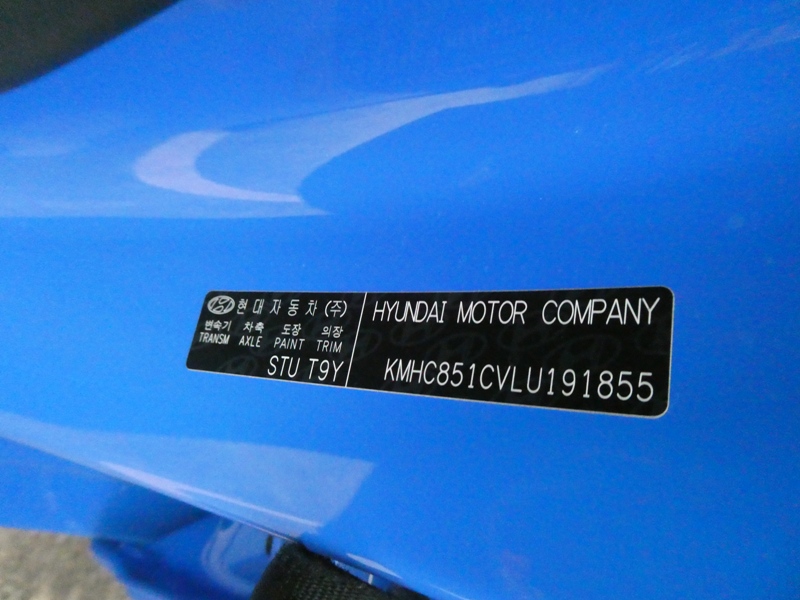 현대자동차(주)
변속기 차축 도장 의장
TRANSM AXLE PAINT TRIM
STU T9Y
HYUNDAI MOTOR COMPANY
KMHC851CVLU191855